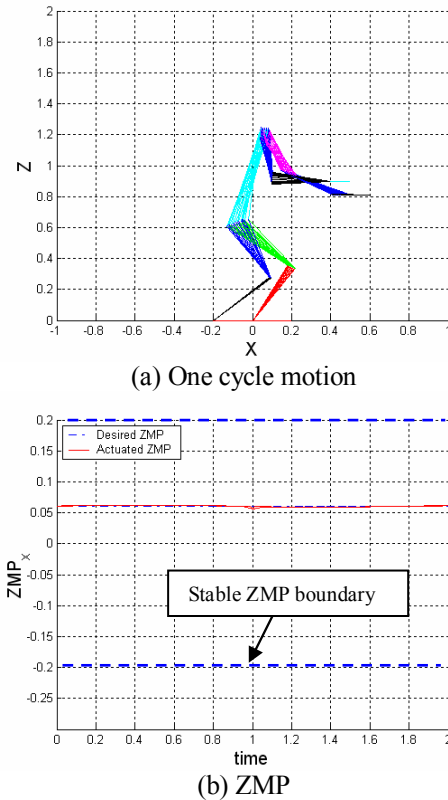 2
1.8
1.6
1.4
1.2
1
0.8
0.6
0.4
0.2
0
Z
-1 -0.8 -0.6 -0.4 -0.2 0 0.2 0.4 0.6 0.8 1
X
(a) One cycle motion
0.2
0.15
0.1
0.05
0
-0.05
-0.1
-0.15
-0.2
-0.25
ZMPx
Desired ZMP
Actuated ZMP
Stable ZMP boundary
0 0.2 0.4 0.6 0.8 1 1.2 1.4 1.6 1.8 2
time
(b) ZMP